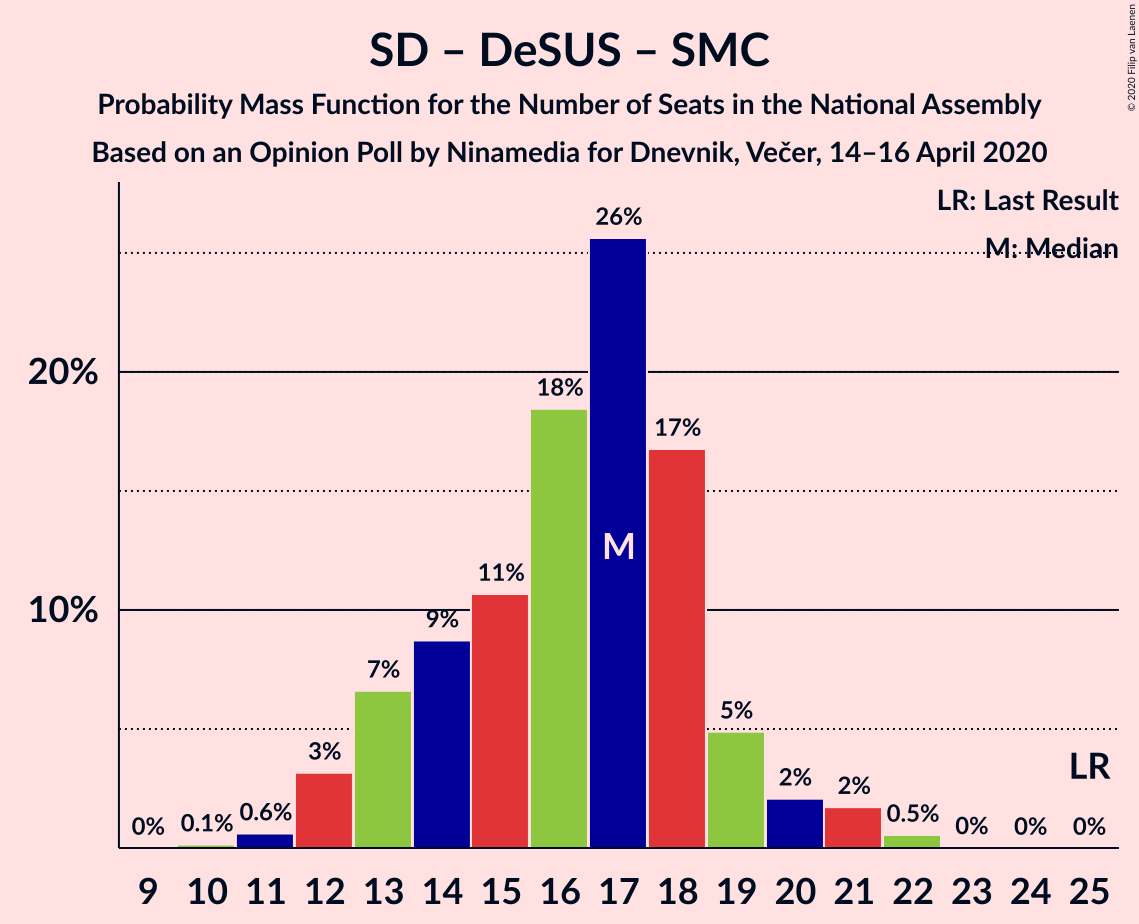 SD – DeSUS – SMC
Probability Mass Function for the Number of Seats in the National Assembly
Based on an Opinion Poll by Ninamedia for Dnevnik, Večer, 14–16 April 2020
© 2020 Filip van Laenen
LR: Last Result
M: Median
20%
10%
0%
0.1%
0.6%
3%
7%
9%
11%
18%
26%
17%
5%
2%
2%
0.5%
0%
0%
0%
M
LR
9 10 11 12 13 14 15 16 17 18 19 20 21 22 23 24 25